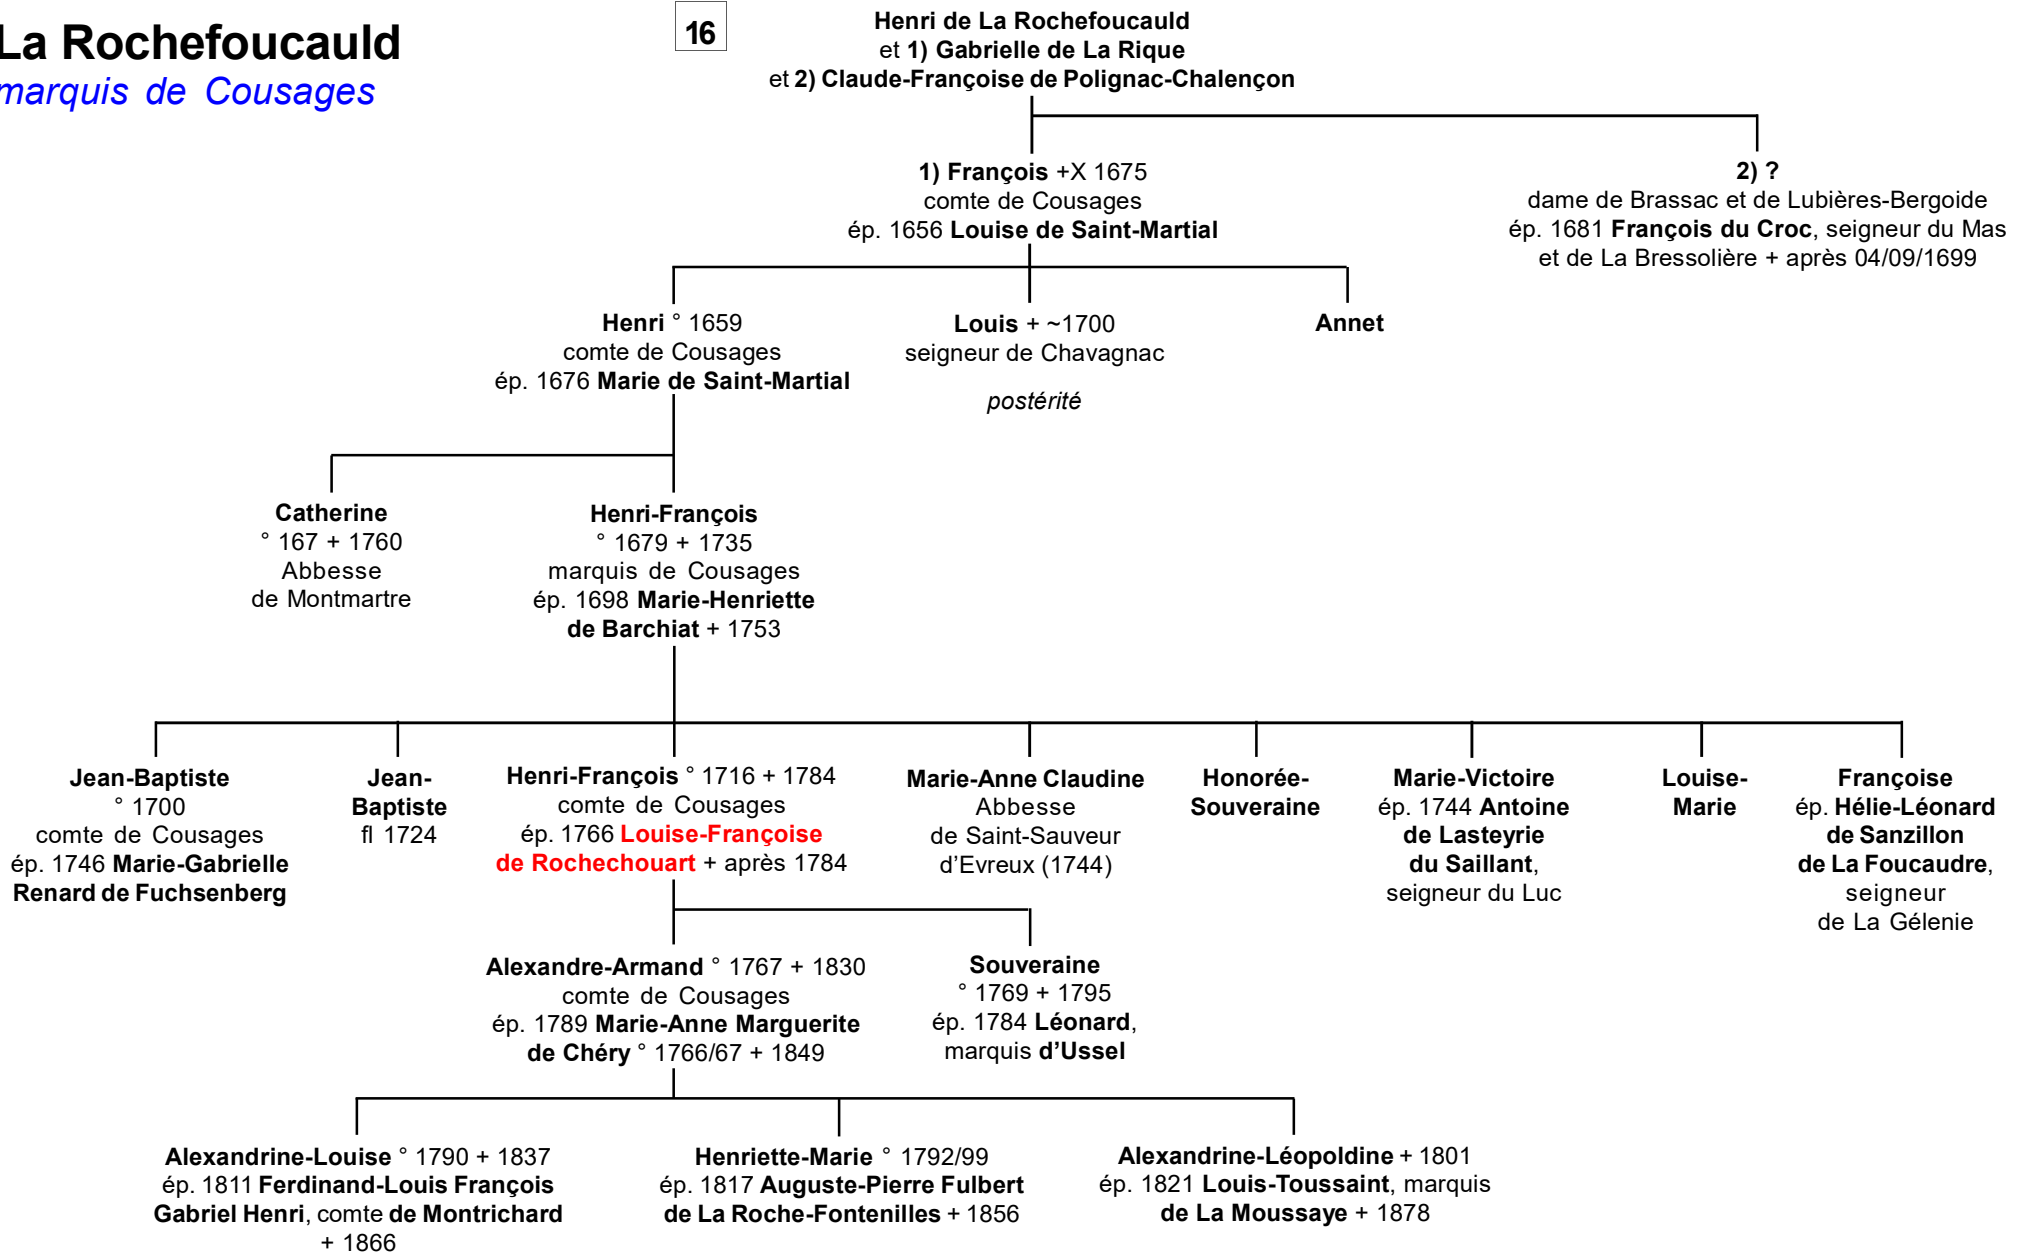 La Rochefoucauld
marquis de Cousages
16
Henri de La Rochefoucauld
et 1) Gabrielle de La Rique
et 2) Claude-Françoise de Polignac-Chalençon
1) François +X 1675
comte de Cousages
ép. 1656 Louise de Saint-Martial
2) ?
dame de Brassac et de Lubières-Bergoide
ép. 1681 François du Croc, seigneur du Mas
et de La Bressolière + après 04/09/1699
Henri ° 1659
comte de Cousages
ép. 1676 Marie de Saint-Martial
Louis + ~1700
seigneur de Chavagnac
postérité
Annet
Catherine
° 167 + 1760
Abbesse
de Montmartre
Henri-François
° 1679 + 1735
marquis de Cousages
ép. 1698 Marie-Henriette
de Barchiat + 1753
Jean-Baptiste
° 1700
comte de Cousages
ép. 1746 Marie-Gabrielle
Renard de Fuchsenberg
Jean-
Baptiste
fl 1724
Henri-François ° 1716 + 1784
comte de Cousages
ép. 1766 Louise-Françoise
de Rochechouart + après 1784
Marie-Anne Claudine
Abbesse
de Saint-Sauveur
d'Evreux (1744)
Honorée-
Souveraine
Marie-Victoire
ép. 1744 Antoine
de Lasteyrie
du Saillant,
seigneur du Luc
Louise-
Marie
Françoise
ép. Hélie-Léonard
de Sanzillon
de La Foucaudre,
seigneur
de La Gélenie
Alexandre-Armand ° 1767 + 1830
comte de Cousages
ép. 1789 Marie-Anne Marguerite
de Chéry ° 1766/67 + 1849
Souveraine
° 1769 + 1795
ép. 1784 Léonard,
marquis d'Ussel
Alexandrine-Louise ° 1790 + 1837
ép. 1811 Ferdinand-Louis François
Gabriel Henri, comte de Montrichard
+ 1866
Henriette-Marie ° 1792/99
ép. 1817 Auguste-Pierre Fulbert
de La Roche-Fontenilles + 1856
Alexandrine-Léopoldine + 1801
ép. 1821 Louis-Toussaint, marquis
de La Moussaye + 1878